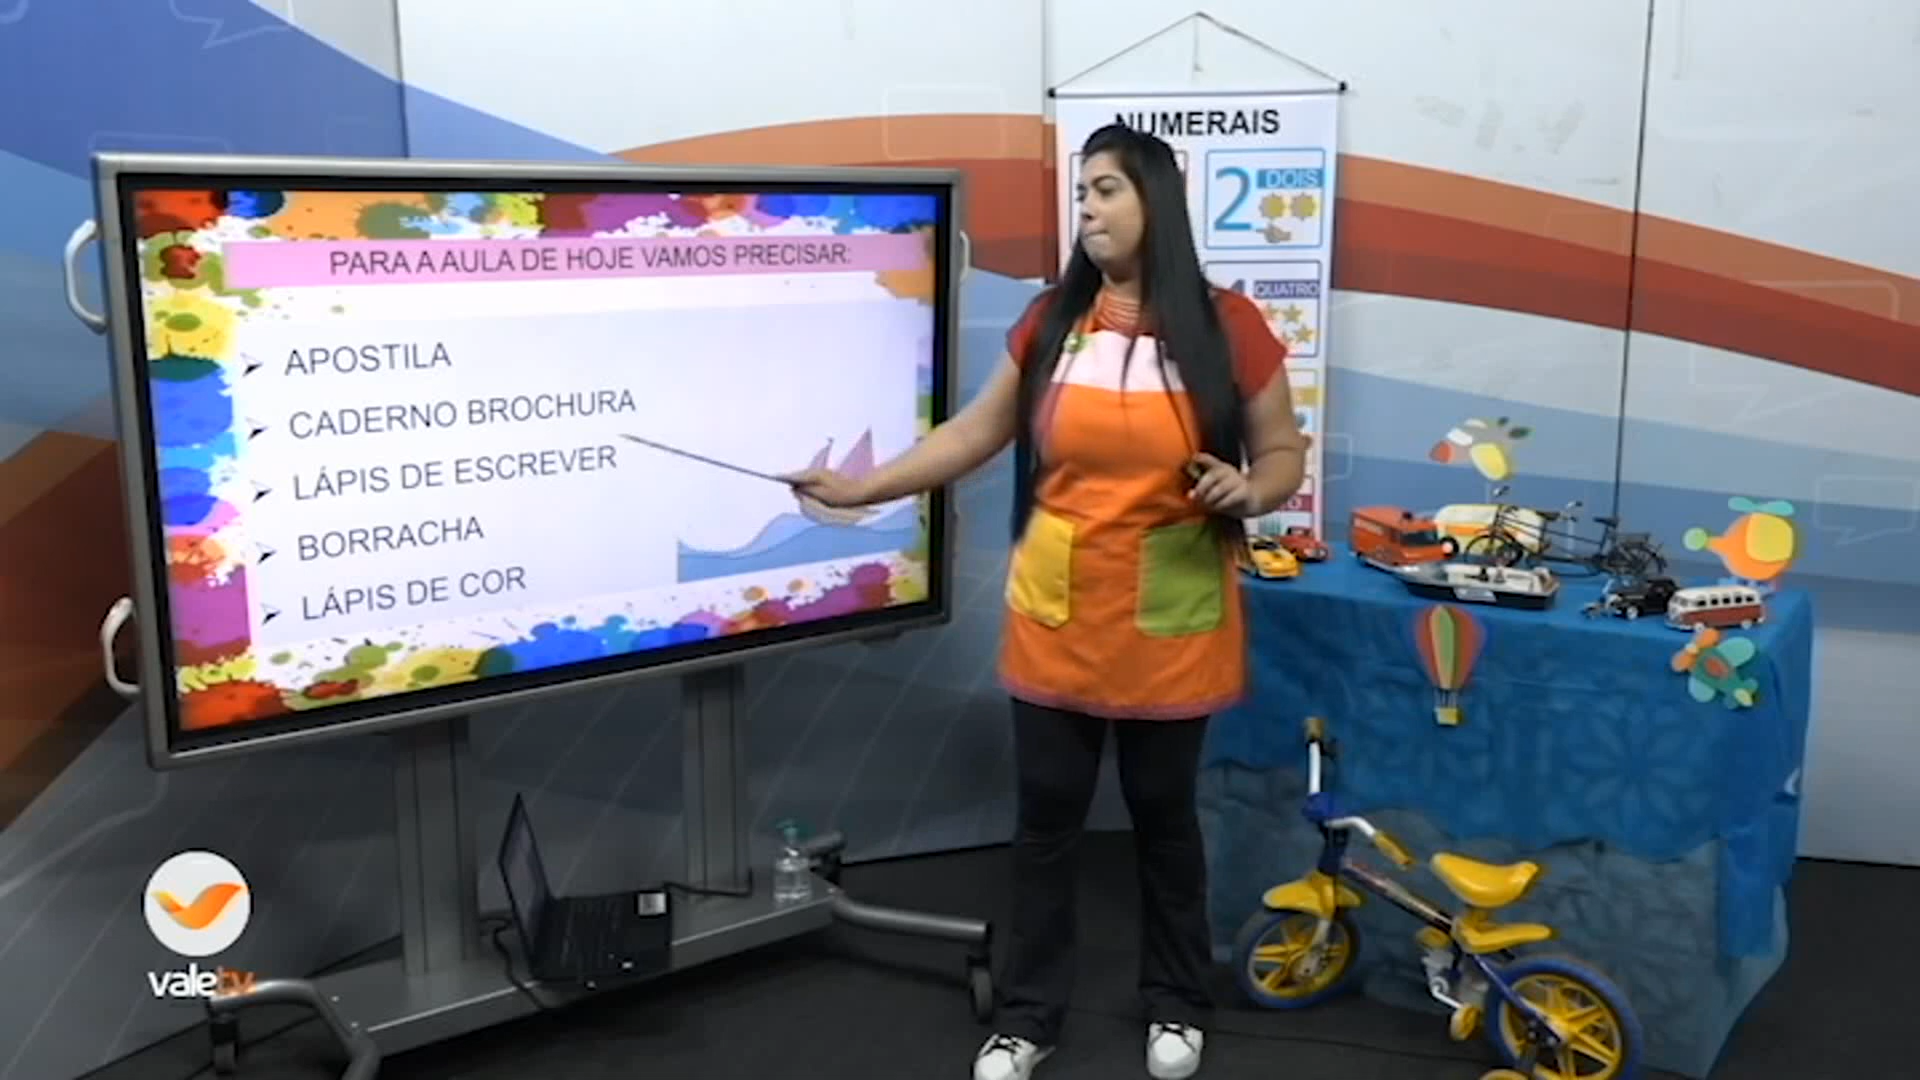 PARA A AULA DE HOJE VAMOS PRECISAR:
APOSTILA
CADERNO BROCHURA
LÁPIS DE ESCREVER
BORRACHA
LÁPIS DE COR
NUMERAIS
2 DOIS
QUATRO
valetv